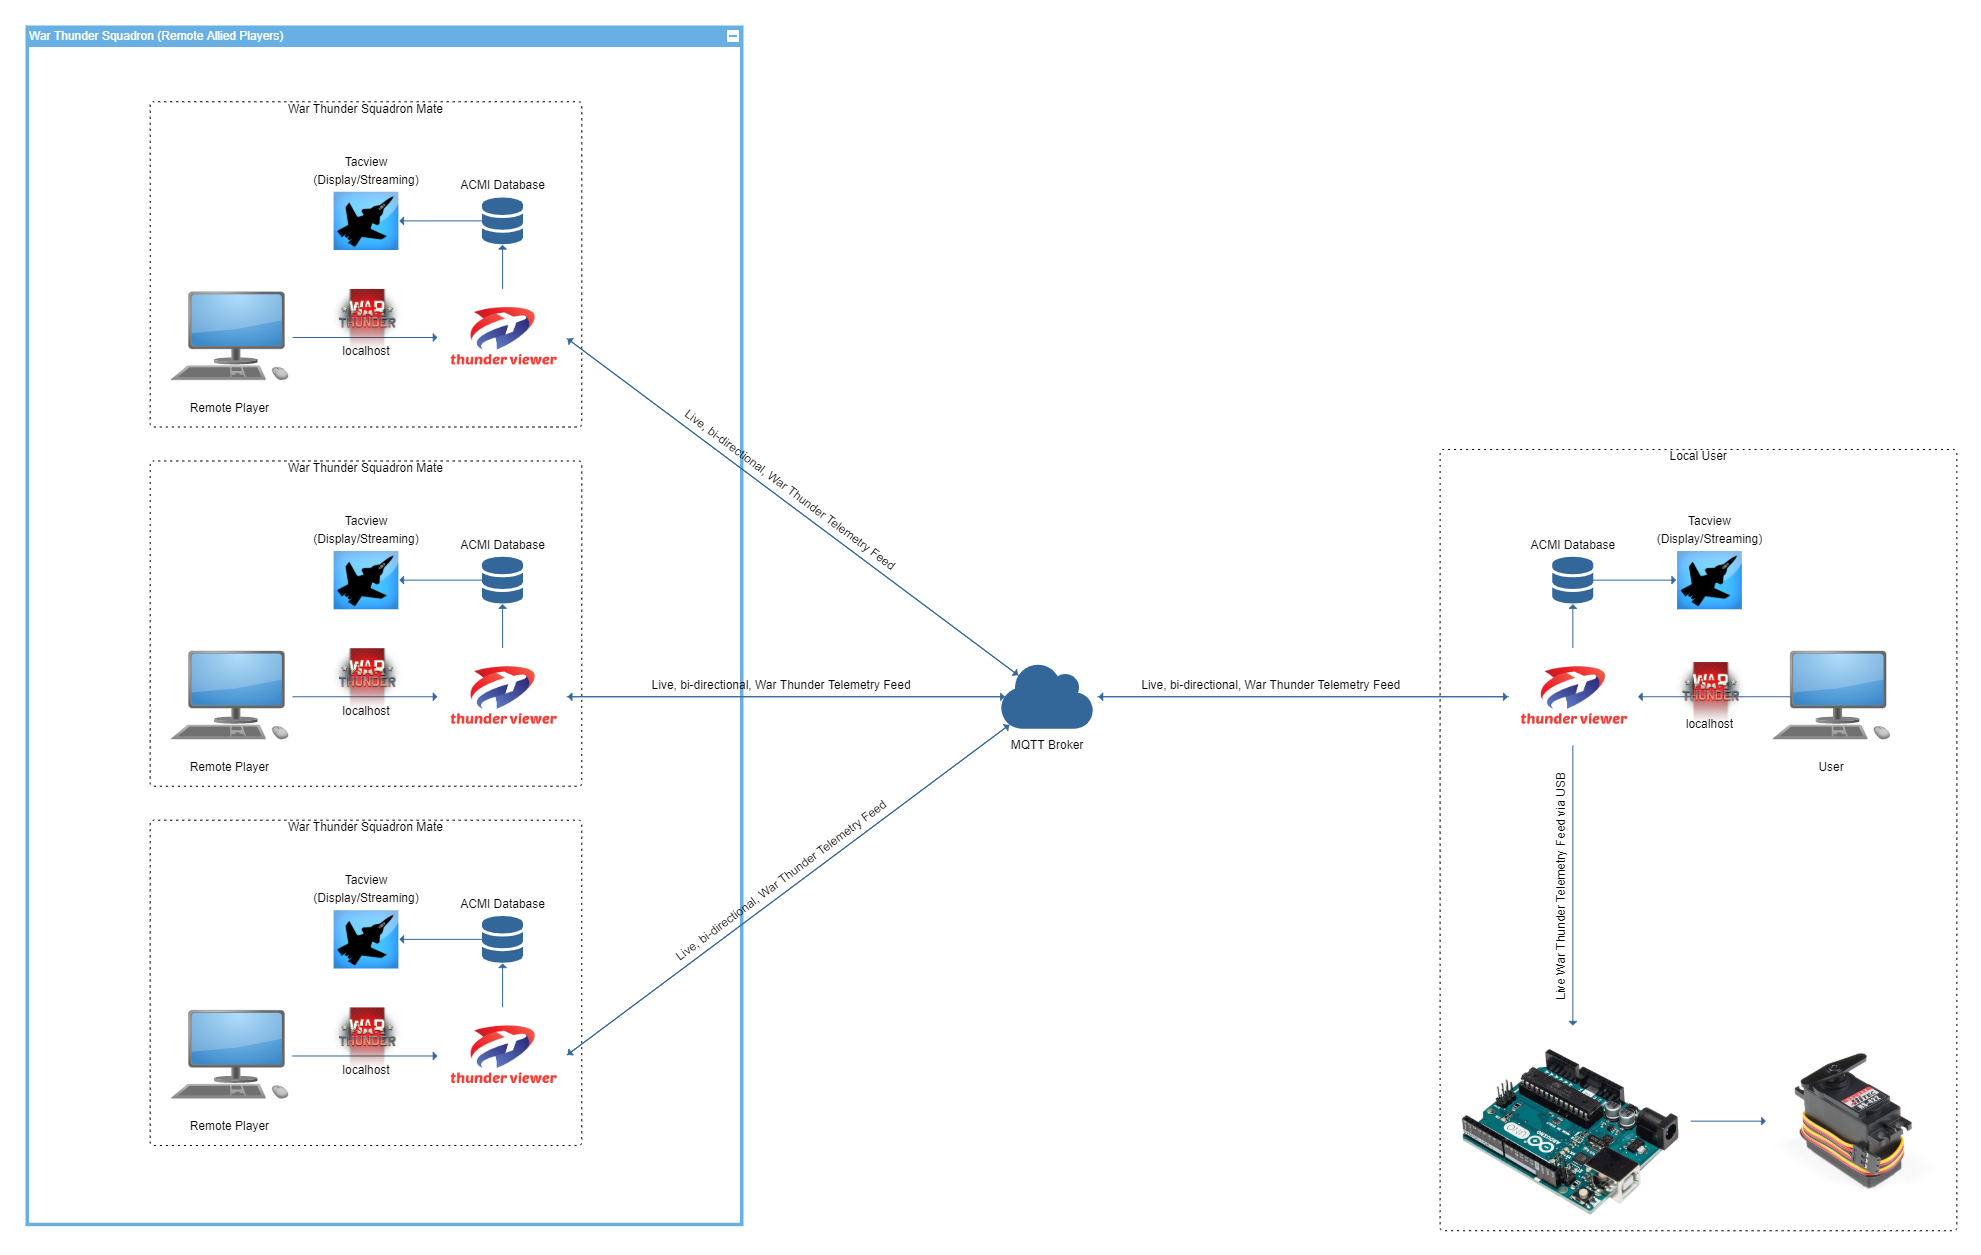 War Thunder Squadron (Remote Allied Players)
War Thunder Squadron Mate
Tacview
(Display/Streaming)
ACMI Database
WAR
THUNDER
localhost
thunder viewer
Remote Player
Live, bi-directional, War Thunder Telemetry Feed
War Thunder Squadron Mate
Tacview
(Display/Streaming)
ACMI Database
WAR
THUNDER
localhost
thunder viewer
Remote Player
Live, bi-directional, War Thunder Telemetry Feed
War Thunder Squadron Mate
Tacview
(Display/Streaming)
ACMI Database
WAR
THUNDER
localhost
thunder viewer
Remote Player
Live, bi-directional, War Thunder Telemetry Feed
MQTT Broker
Live, bi-directional, War Thunder Telemetry Feed
Local User
ACMI Database
Tacview
(Display/Streaming)
thunder viewer
WAR
THUNDER
localhost
User
Live War Thunder Telemetry Feed via USB
UNO
ARDUINO